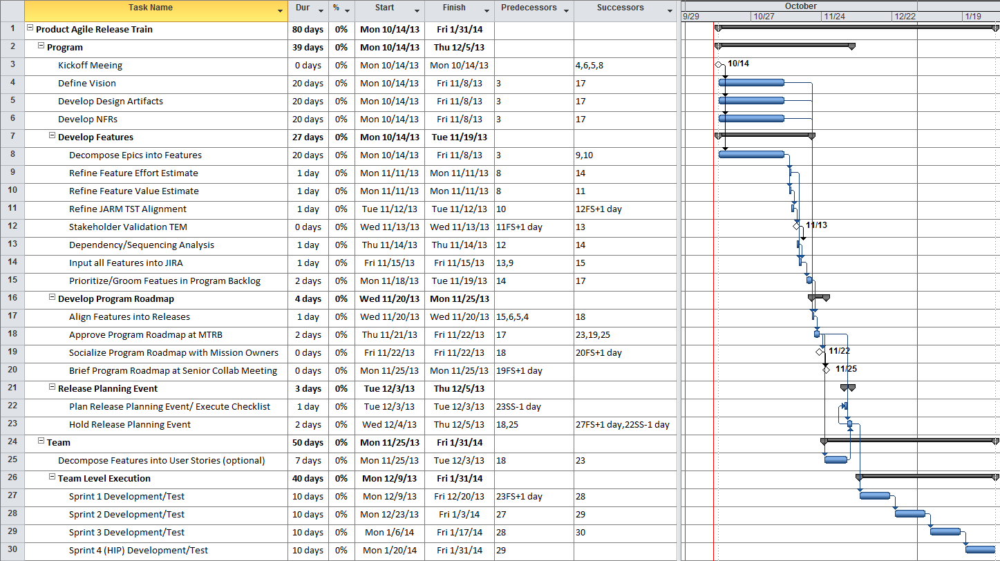 Task Name Dur % Start Finish Predecessors Successors October
9/29 10/27 11/24 12/22 1/19
1 Product Agile Release Train 80 days 0% Mon 10/14/13 Fri 1/31/14
2 Program 39 days 0% Mon 10/14/13 Thu 12/5/13
3 Kickoff Meeing 0 days 0% Mon 10/14/13 Mon 10/14/13 4,6,5,8 10/14
4 Define Vision 20 days 0% Mon 10/14/13 Fri 11/8/13 3 17
5 Develop Design Artifacts 20 days 0% Mon 10/14/13 Fri 11/8/13 3 17
6 Develop NFRs 20 days 0% Mon 10/14/13 Fri 11/8/13 3 17
7 Develop Features 27 days 0% Mon 10/14/13 Tue 11/19/13
8 Decompose Epics into Features 20 days 0% Mon 10/14/13 Fri 11/8/13 3 9,10
9 Refine Feature Effort Estimate 1 day 0% Mon 11/11/13 Mon 11/11/13 8 14
10 Refine Feature Value Estimate 1 day 0% Mon 11/11/13 Mon 11/11/13 8 11
11 Refine JARM TST Alignment 1 day 0% Tue 11/12/13 Tue 11/12/13 10 12FS+1 day
12 Stakeholder Validation TEM 0 days 0% Wed 11/13/13 Wed 11/13/13 11FS+1 day 13 11/13
13 Dependency/Sequencing Analysis 1 day 0% Thu 11/14/13 Thu 11/14/13 12 14
14 Input all Features into JIRA 1 day 0% Fri 11/15/13 Fri 11/15/13 13,9 15
15 Prioritize/Groom Featues in Program Backlog 2 days 0% Mon 11/18/13 Tue 11/19/13 14 17
16 Develop Program Roadmap 4 days 0% Wed 11/20/13 Mon 11/25/13
17 Align Features into Releases 1 day 0% Wed 11/20/13 Wed 11/20/13 15,6,5,4 18
18 Approve Program Roadmap at MTRB 2 days 0% Thu 11/21/13 Fri 11/22/13 17 23,19,25
19 Socialize Program Roadmap with Mission Owners 0 days 0% Fri 11/22/13 Fri 11/22/13 18 20FS+1 day 11/22
20 Brief Program Roadmap at Senior Collab Meeting 0 days 0% Mon 11/25/13 Mon 11/25/13 19FS+1 day 11/25
21 Release Planning Event 3 days 0% Tue 12/3/13 Thu 12/5/13
22 Plan Release Planning Event/ Execute Checklist 1 day 0% Tue 12/3/13 Tue 12/3/13 23SS-1 day
23 Hold Release Planning Event 2 days 0% Wed 12/4/13 Thu 12/5/13 18,25 27FS+1 day,22SS-1 day
24 Team 50 days 0% Mon 11/25/13 Fri 1/31/14
25 Decompose Features into User Stories (optional) 7 days 0% Mon 11/25/13 Tue 12/3/13 18 23
26 Team Level Execution 40 days 0% Mon 12/9/13 Fri 1/31/14
27 Sprint 1 Development/Test 10 days 0% Mon 12/9/13 Fri 12/20/13 23FS+1 day 28
28 Sprint 2 Development/Test 10 days 0% Mon 12/23/13 Fri 1/3/14 27 29
29 Sprint 3 Development/Test 10 days 0% Mon 1/6/14 Fri 1/17/14 28 30
30 Sprint 4 (HIP) Development/Test 10 days 0% Mon 1/20/14 Fri 1/31/14 29